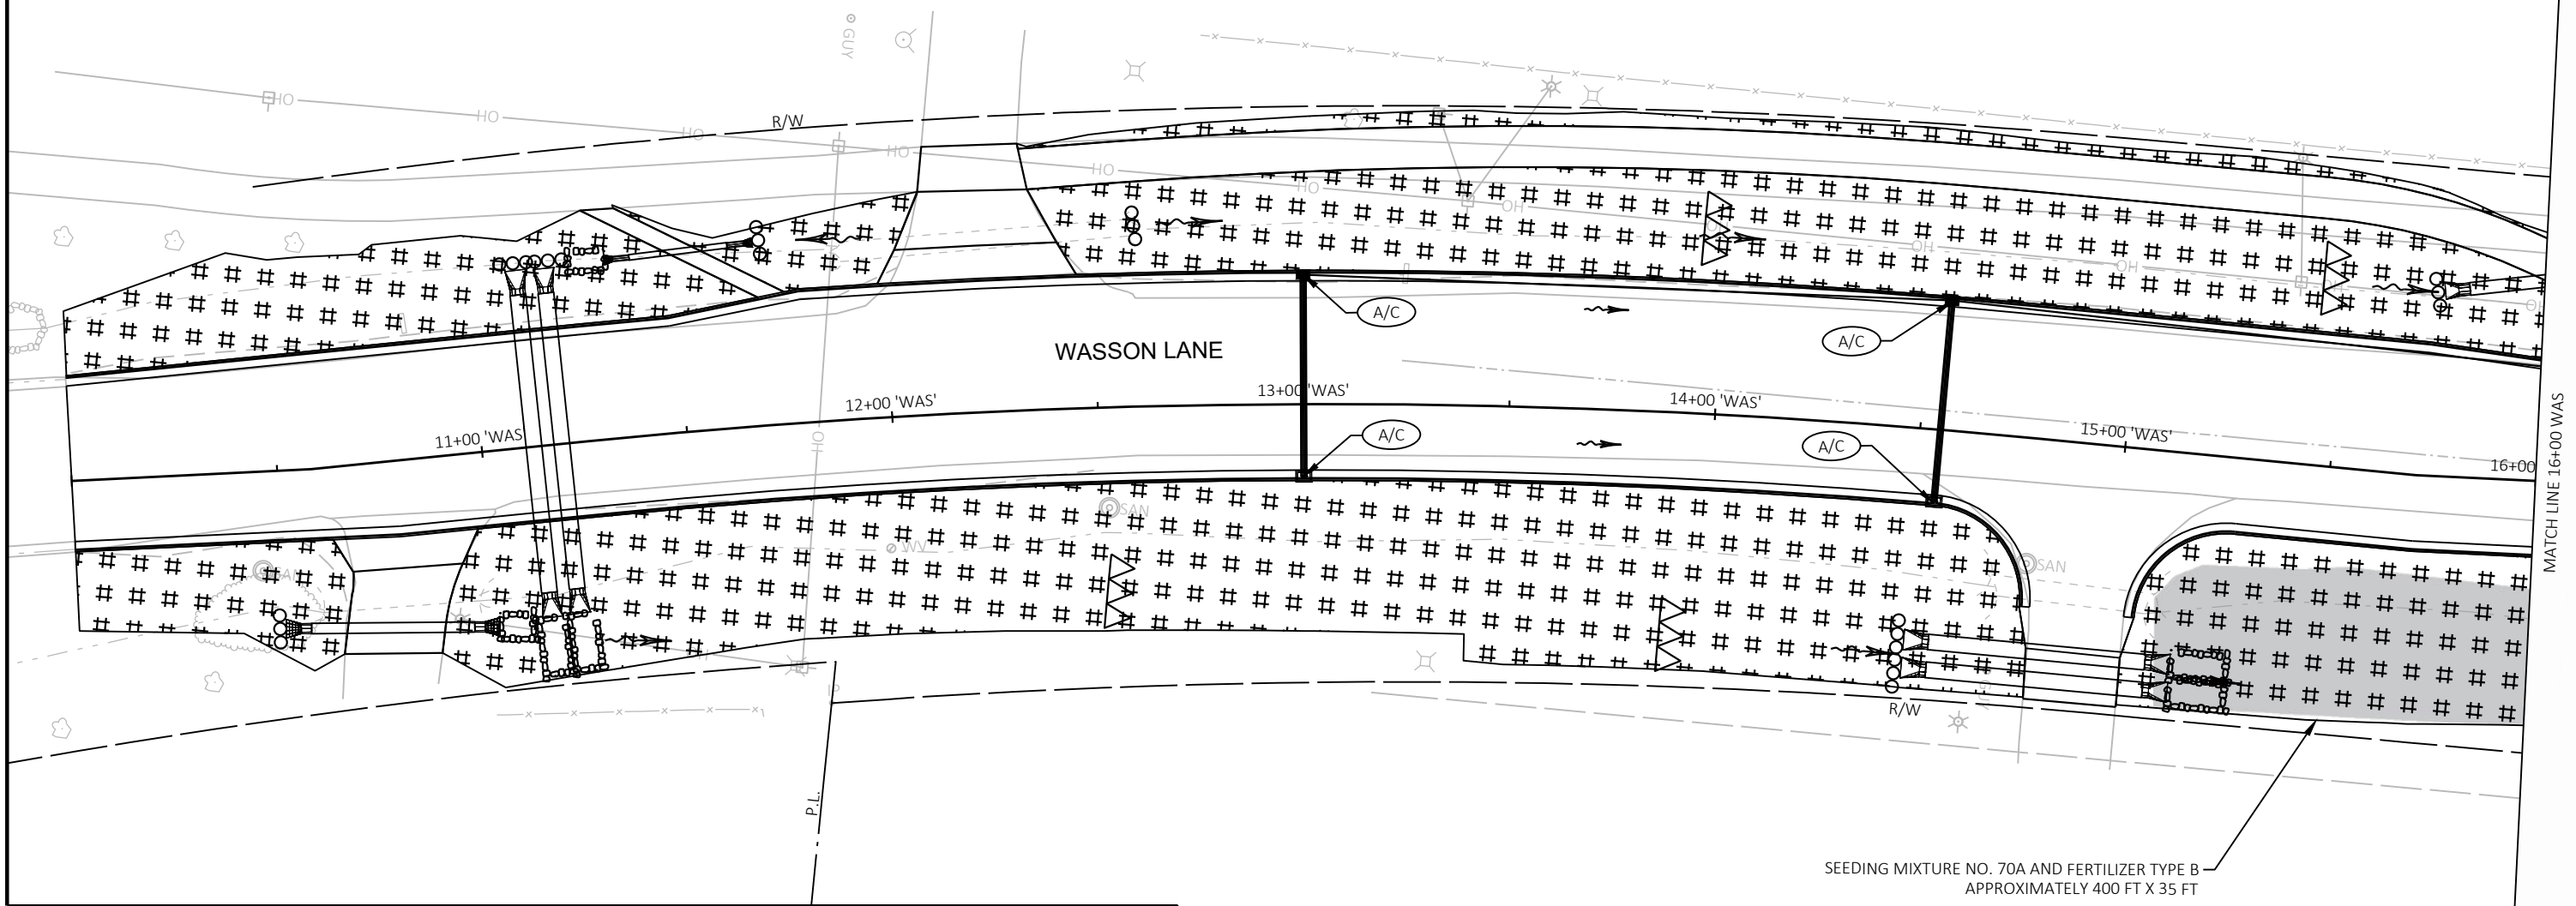 GUY
HO
HO
HO
R/W
HO
HO
HO
OH
OH
OH
A/C
A/C
WASSON LANE
13+00 'WAS'
12+00 'WAS'
14+00 'WAS'
11+00 'WAS
15+00 'WAS'
16+00
A/C
A/C
OH
MATCH LINE 16+00 WAS
SAN
WV
SAN
SAN
R/W
P.L.
SEEDING MIXTURE NO. 70A AND FERTILIZER TYPE B
APPROXIMATELY 400 FT X 35 FT